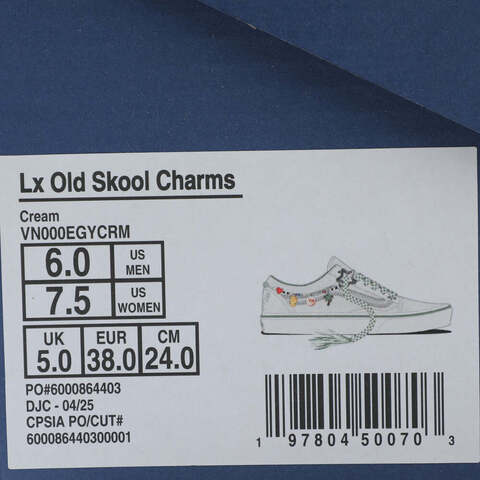 Lx Old Skool Charms
Cream
VN000EGYCRM
6.0 US MEN
7.5 US WOMEN
UK EUR CM
5.0 38.0 24.0
PO#6000864403
DJC - 04/25
CPSIA PO/CUT#
600086440300001
1 97804 50070 3